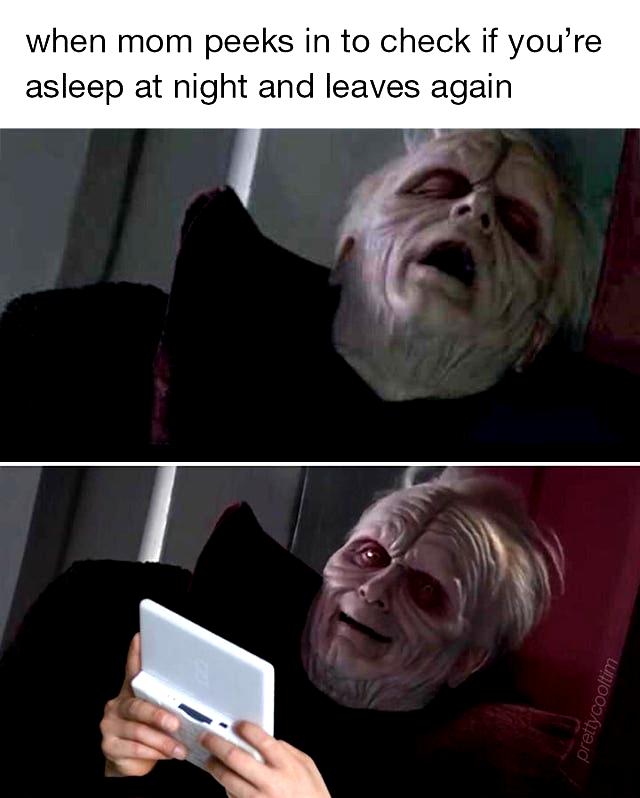 when mom peeks in to check if you’re
asleep at night and leaves again
prettycooltim